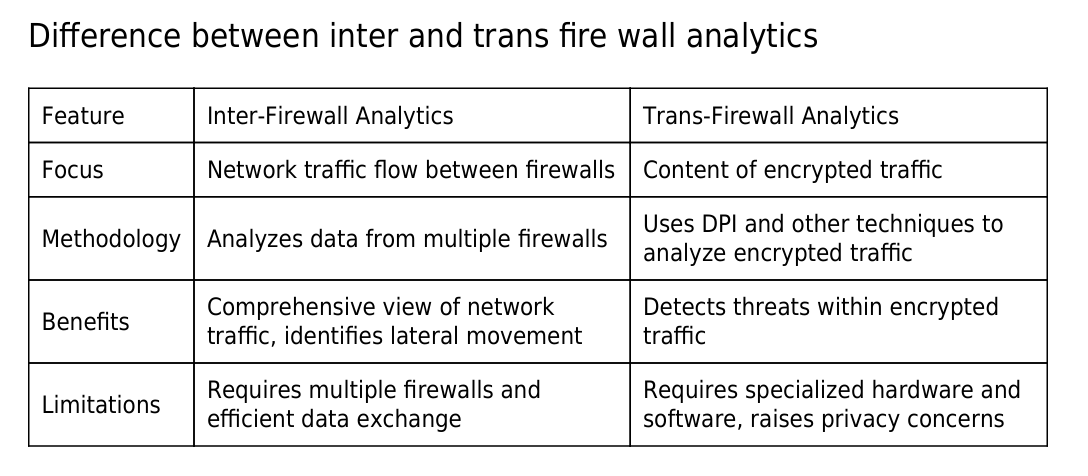 Difference between inter and trans fire wall analytics
Feature
Inter-Firewall Analytics
Trans-Firewall Analytics
Focus
Network traffic flow between firewalls
Content of encrypted traffic
Methodology
Analyzes data from multiple firewalls
Uses DPI and other techniques to
analyze encrypted traffic
Benefits
Comprehensive view of network
traffic, identifies lateral movement
Detects threats within encrypted
traffic
Limitations
Requires multiple firewalls and
efficient data exchange
Requires specialized hardware and
software, raises privacy concerns